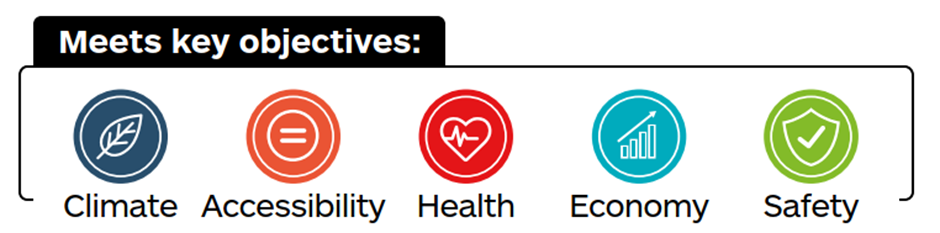 Meets key objectives:
Climate Accessibility Health Economy Safety